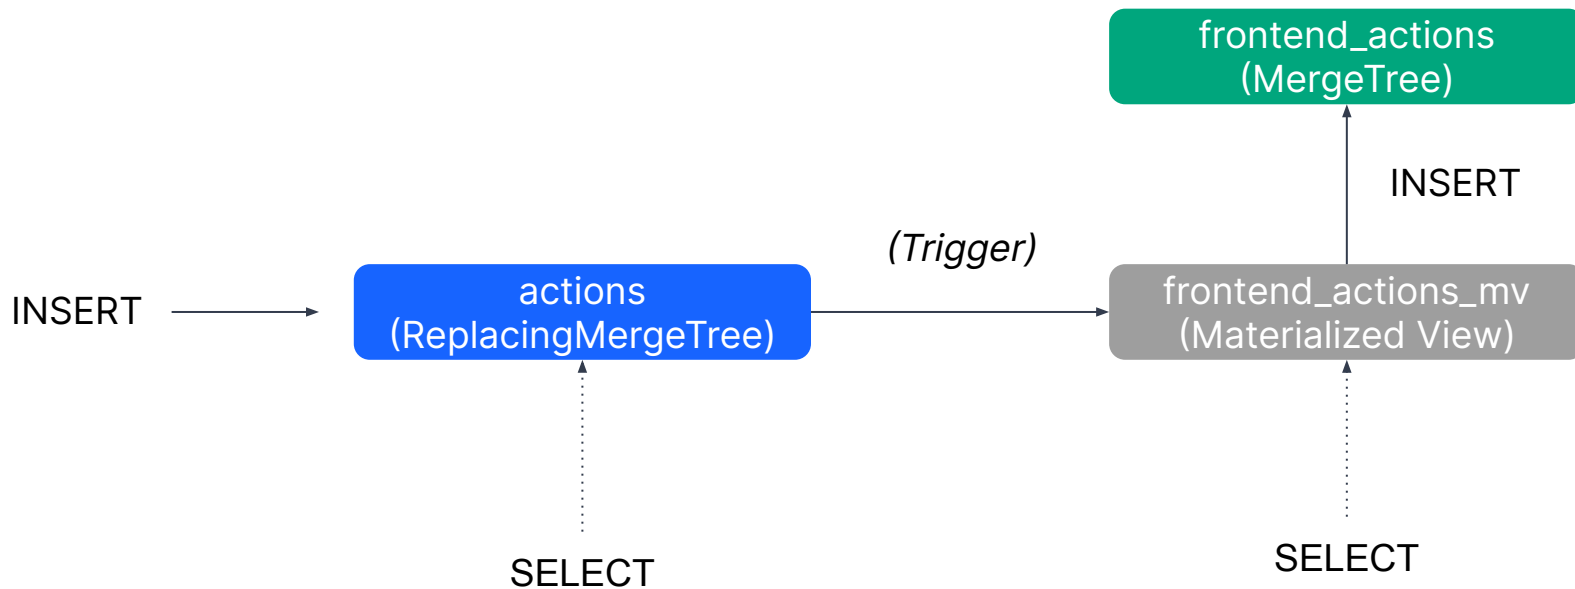 frontend_actions
(MergeTree)
INSERT
(Trigger)
INSERT
actions
(ReplacingMergeTree)
frontend_actions_mv
(Materialized View)
SELECT
SELECT